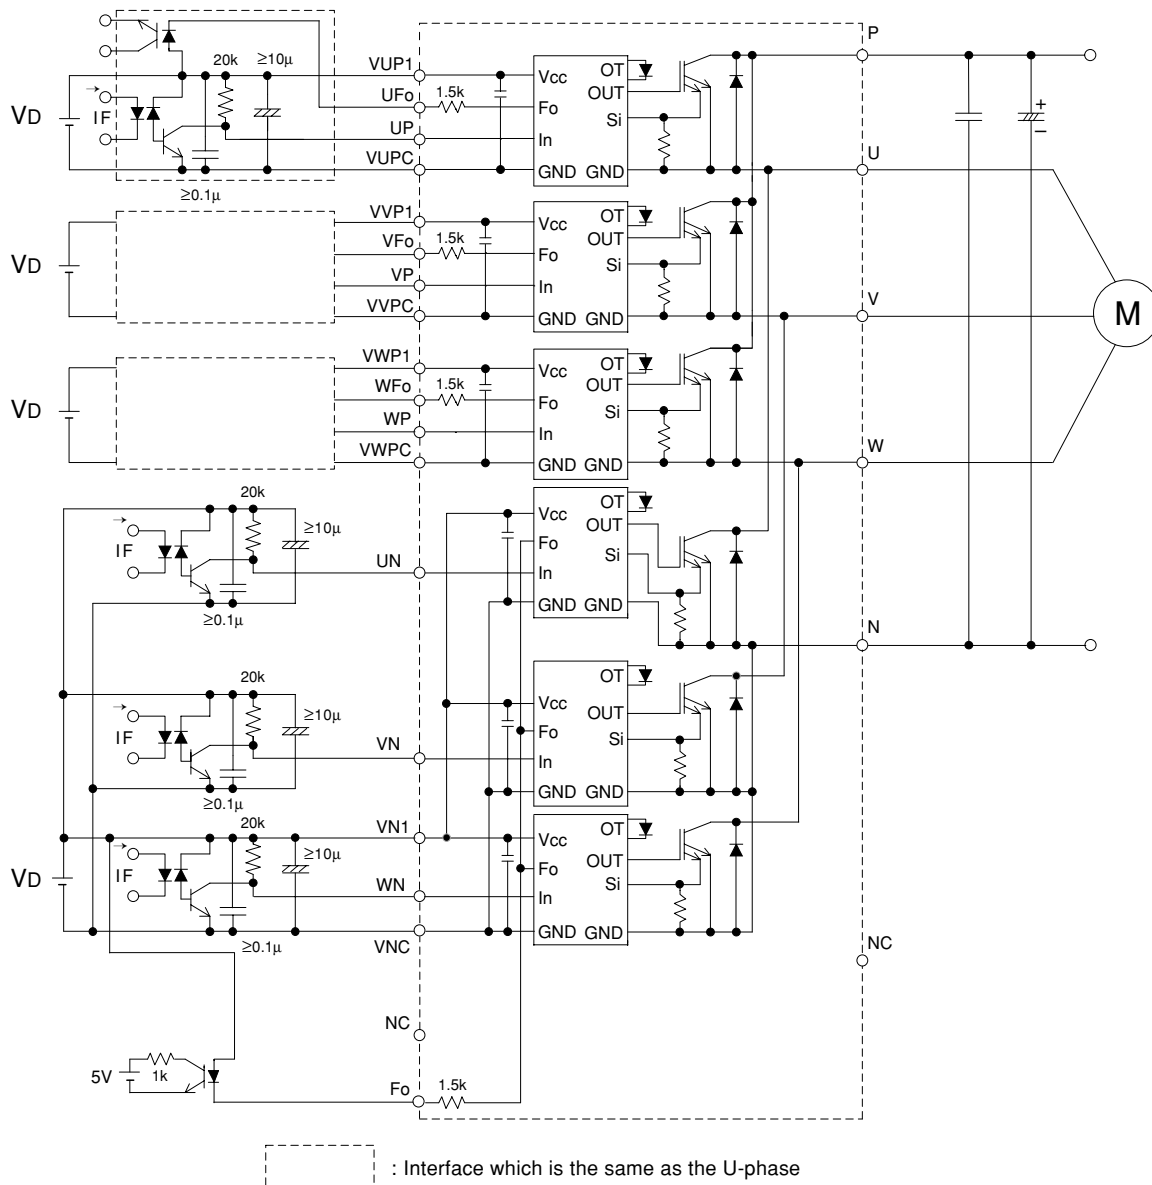 20k
≥10μ
VD
IF
≥0.1μ
VUP1
UFo
UP
VUPC
1.5k
Vcc
Fo
In
GND
GND
OT
OUT
Si
P
+
–
U
VD
VVP1
VFo
VP
VVPC
1.5k
Vcc
Fo
In
GND
GND
OT
OUT
Si
V
M
VD
VWP1
WFo
WP
VWPC
1.5k
Vcc
Fo
In
GND
GND
OT
OUT
Si
W
20k
≥10μ
IF
≥0.1μ
UN
Vcc
Fo
In
GND
GND
OT
OUT
Si
N
20k
≥10μ
IF
≥0.1μ
VN
Vcc
Fo
In
GND
GND
OT
OUT
Si
20k
≥10μ
VD
IF
≥0.1μ
VN1
WN
VNC
Vcc
Fo
In
GND
GND
OT
OUT
Si
NC
NC
5V
1k
Fo
1.5k
: Interface which is the same as the U-phase